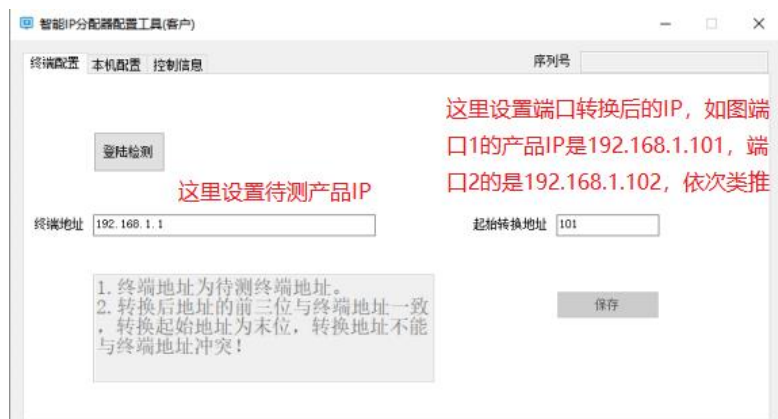 智能IP分配器配置工具(客户)
终端配置 本机配置 控制信息 序列号
这里设置端口转换后的IP，如图端
口1的产品IP是192.168.1.101，端
口2的是192.168.1.102，依次类推
登陆检测
这里设置待测产品IP
终端地址 192.168.1.1 起始转换地址 101
1. 终端地址为待测终端地址。
2. 转换后地址的前三位与终端地址一致
，转换起始地址为末位，转换地址不能
与终端地址冲突！
保存